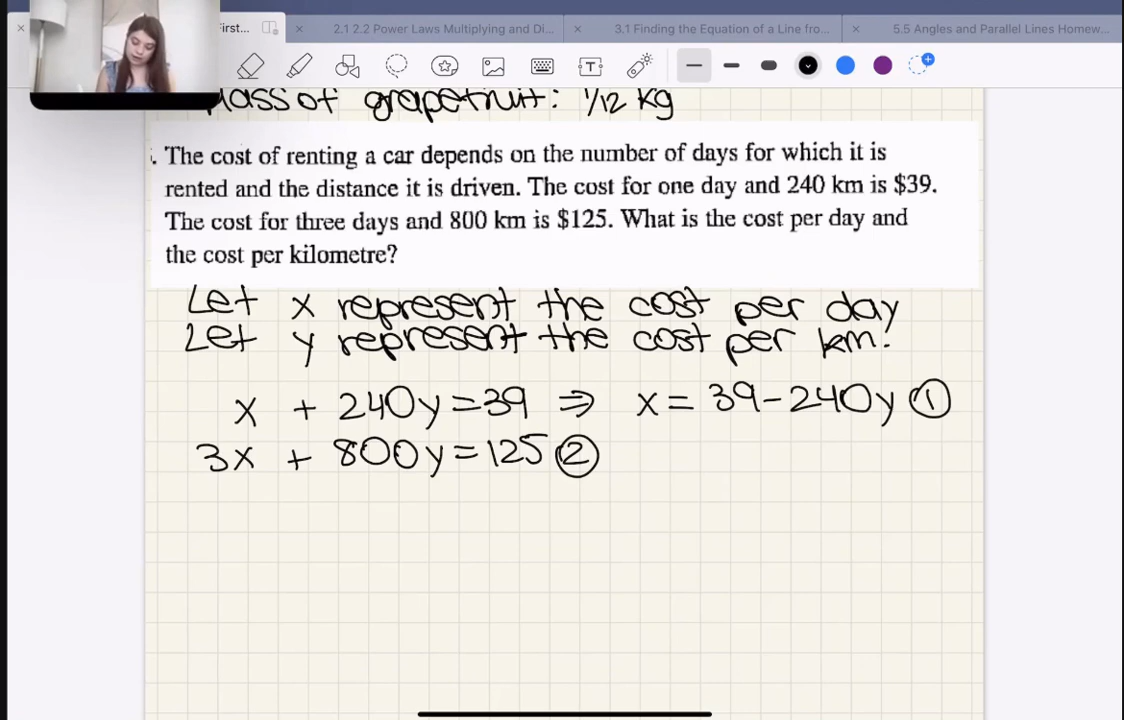 irst...
2.1 2.2 Power Laws Multiplying and Di...
3.1 Finding the Equation of a Line fro...
5.5 Angles and Parallel Lines Homew...
Mass of grapefruit: 1/12 kg
. The cost of renting a car depends on the number of days for which it is
rented and the distance it is driven. The cost for one day and 240 km is $39.
The cost for three days and 800 km is $125. What is the cost per day and
the cost per kilometre?
Let x represent the cost per day
Let y represent the cost per km.
x + 240y = 39 ⇒ x = 39 - 240y ①
3x + 800y = 125 ②